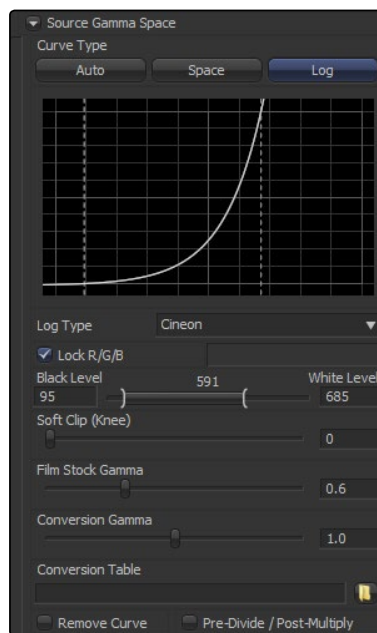 Source Gamma Space
Curve Type
Auto Space Log
Log Type Cineon
Lock R/G/B
Black Level 591 White Level
95 685
Soft Clip (Knee)
0
Film Stock Gamma
0.6
Conversion Gamma
1.0
Conversion Table
Remove Curve Pre-Divide / Post-Multiply